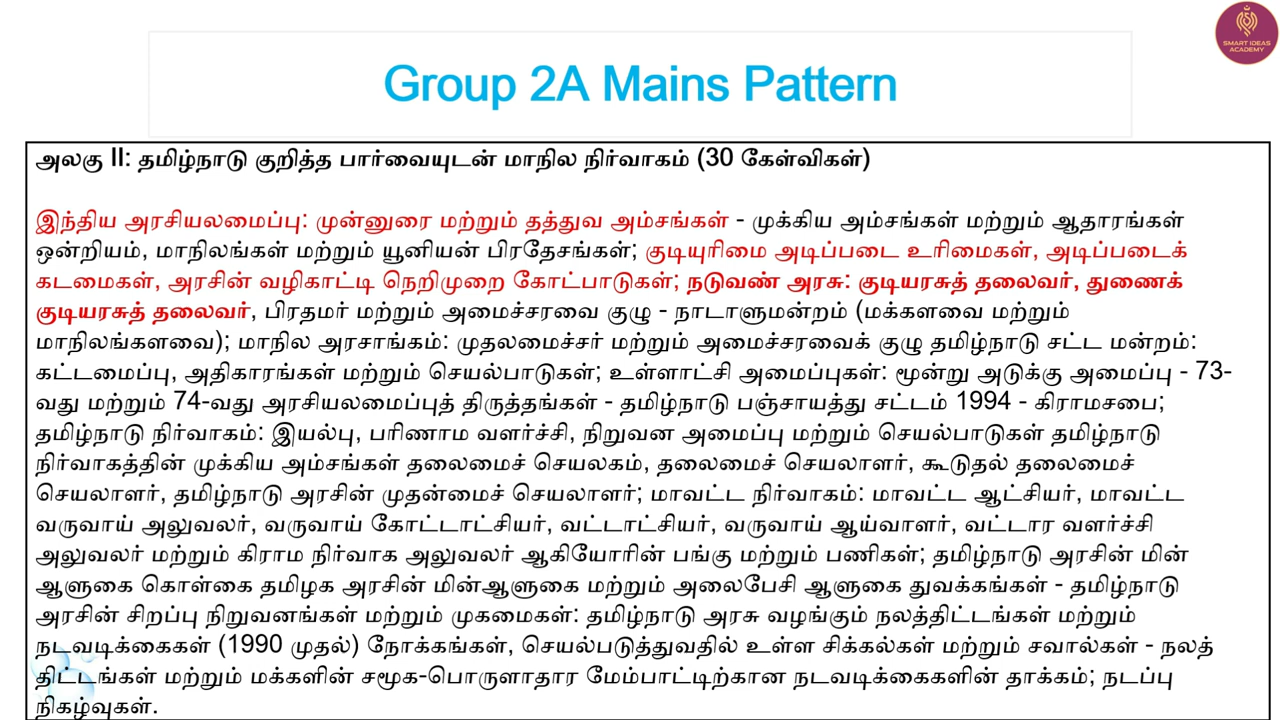 SMART IDEAS
ACADEMY
Group 2A Mains Pattern
அலகு II: தமிழ்நாடு குறித்த பார்வையுடன் மாநில நிர்வாகம் (30 கேள்விகள்)
இந்திய அரசியலமைப்பு: முன்னுரை மற்றும் தத்துவ அம்சங்கள் - முக்கிய அம்சங்கள் மற்றும் ஆதாரங்கள்
ஒன்றியம், மாநிலங்கள் மற்றும் யூனியன் பிரதேசங்கள்; குடியுரிமை அடிப்படை உரிமைகள், அடிப்படைக்
கடமைகள், அரசின் வழிகாட்டி நெறிமுறை கோட்பாடுகள்; நடுவண் அரசு: குடியரசுத் தலைவர், துணைக்
குடியரசுத் தலைவர், பிரதமர் மற்றும் அமைச்சரவை குழு - நாடாளுமன்றம் (மக்களவை மற்றும்
மாநிலங்களவை); மாநில அரசாங்கம்: முதலமைச்சர் மற்றும் அமைச்சரவைக் குழு தமிழ்நாடு சட்ட மன்றம்:
கட்டமைப்பு, அதிகாரங்கள் மற்றும் செயல்பாடுகள்; உள்ளாட்சி அமைப்புகள்: மூன்று அடுக்கு அமைப்பு - 73-
வது மற்றும் 74-வது அரசியலமைப்புத் திருத்தங்கள் - தமிழ்நாடு பஞ்சாயத்து சட்டம் 1994 - கிராமசபை;
தமிழ்நாடு நிர்வாகம்: இயல்பு, பரிணாம வளர்ச்சி, நிறுவன அமைப்பு மற்றும் செயல்பாடுகள் தமிழ்நாடு
நிர்வாகத்தின் முக்கிய அம்சங்கள் தலைமைச் செயலகம், தலைமைச் செயலாளர், கூடுதல் தலைமைச்
செயலாளர், தமிழ்நாடு அரசின் முதன்மைச் செயலாளர்; மாவட்ட நிர்வாகம்: மாவட்ட ஆட்சியர், மாவட்ட
வருவாய் அலுவலர், வருவாய் கோட்டாட்சியர், வட்டாட்சியர், வருவாய் ஆய்வாளர், வட்டார வளர்ச்சி
அலுவலர் மற்றும் கிராம நிர்வாக அலுவலர் ஆகியோரின் பங்கு மற்றும் பணிகள்; தமிழ்நாடு அரசின் மின்
ஆளுகை கொள்கை தமிழக அரசின் மின்ஆளுகை மற்றும் அலைபேசி ஆளுகை துவக்கங்கள் - தமிழ்நாடு
அரசின் சிறப்பு நிறுவனங்கள் மற்றும் முகமைகள்: தமிழ்நாடு அரசு வழங்கும் நலத்திட்டங்கள் மற்றும்
நடவடிக்கைகள் (1990 முதல்) நோக்கங்கள், செயல்படுத்துவதில் உள்ள சிக்கல்கள் மற்றும் சவால்கள் - நலத்
திட்டங்கள் மற்றும் மக்களின் சமூக-பொருளாதார மேம்பாட்டிற்கான நடவடிக்கைகளின் தாக்கம்; நடப்பு
நிகழ்வுகள்.